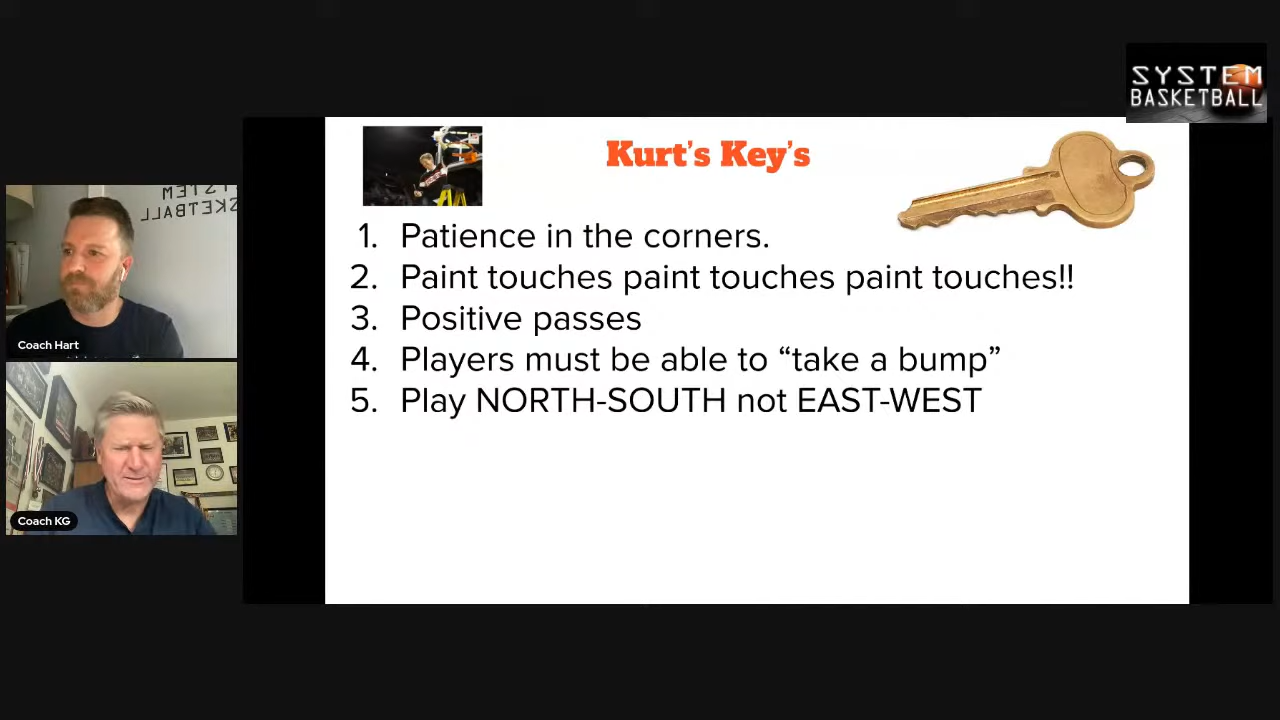 SYSTEM
BASKETBALL
Kurt's Key's
1. Patience in the corners.
2. Paint touches paint touches paint touches!!
3. Positive passes
4. Players must be able to “take a bump”
5. Play NORTH-SOUTH not EAST-WEST
Coach Hart
Coach KG